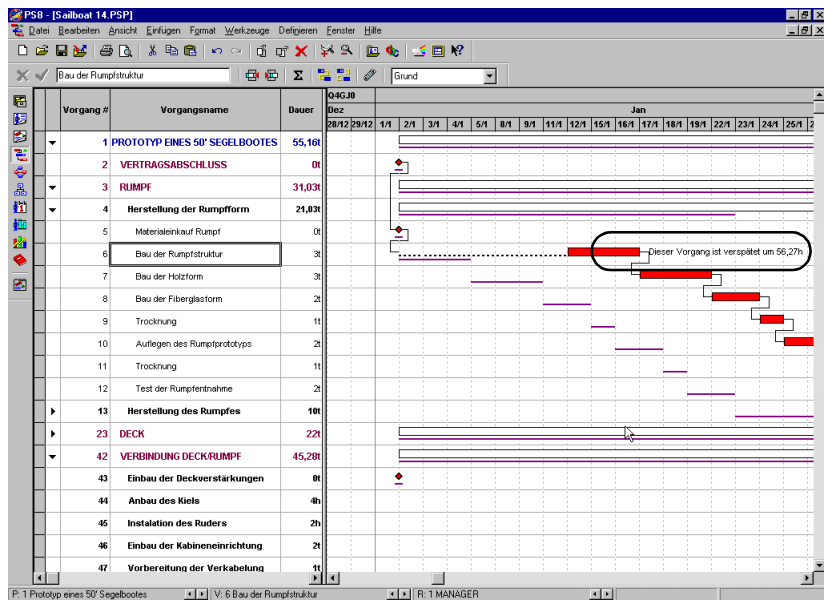 PS8 - [Sailboat 14.PSP]
Datei Bearbeiten Ansicht Einfügen Format Werkzeuge Definieren Fenster Hilfe
Bau der Rumpfstruktur Σ Grund
Vorgang # Vorgangsname Dauer
Q4GJ0
Dez Jan
28/12 29/12 1/1 2/1 3/1 4/1 5/1 8/1 9/1 10/1 11/1 12/1 15/1 16/1 17/1 18/1 19/1 22/1 23/1 24/1 25/1 2
1 PROTOTYP EINES 50' SEGELBOOTES 55,16t
2 VERTRAGSABSCHLUSS 0t
3 RUMPF 31,03t
4 Herstellung der Rumpfform 21,03t
5 Materialeinkauf Rumpf 0t
6 Bau der Rumpfstruktur 3t
Dieser Vorgang ist verspätet um 56,27h
7 Bau der Holzform 3t
8 Bau der Fiberglasform 2t
9 Trocknung 1t
10 Auflegen des Rumpfprototyps 2t
11 Trocknung 1t
12 Test der Rumpfentnahme 2t
13 Herstellung des Rumpfes 10t
23 DECK 22t
42 VERBINDUNG DECK/RUMPF 45,28t
43 Einbau der Deckverstärkungen 0t
44 Anbau des Kiels 4h
45 Instalation des Ruders 2h
46 Einbau der Kabineneinrichtung 2t
47 Vorbereitung der Verkabelung 1t
P: 1 Prototyp eines 50' Segelbootes V: 6 Bau der Rumpfstruktur R: 1 MANAGER